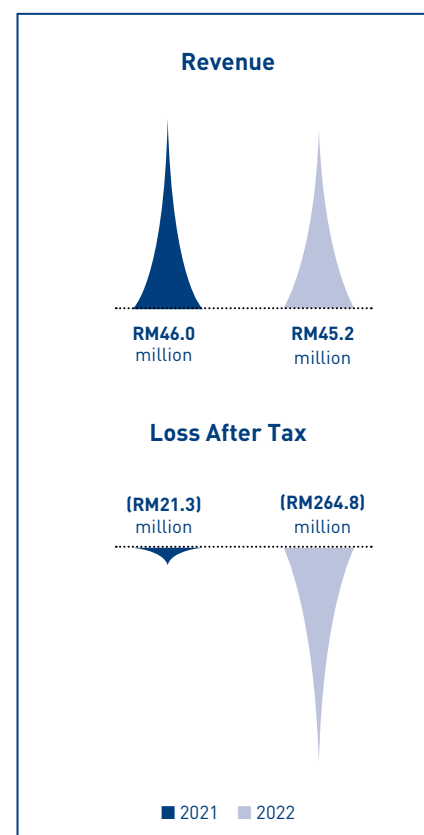 Revenue
RM46.0
million
RM45.2
million
Loss After Tax
(RM21.3)
million
(RM264.8)
million
2021 2022